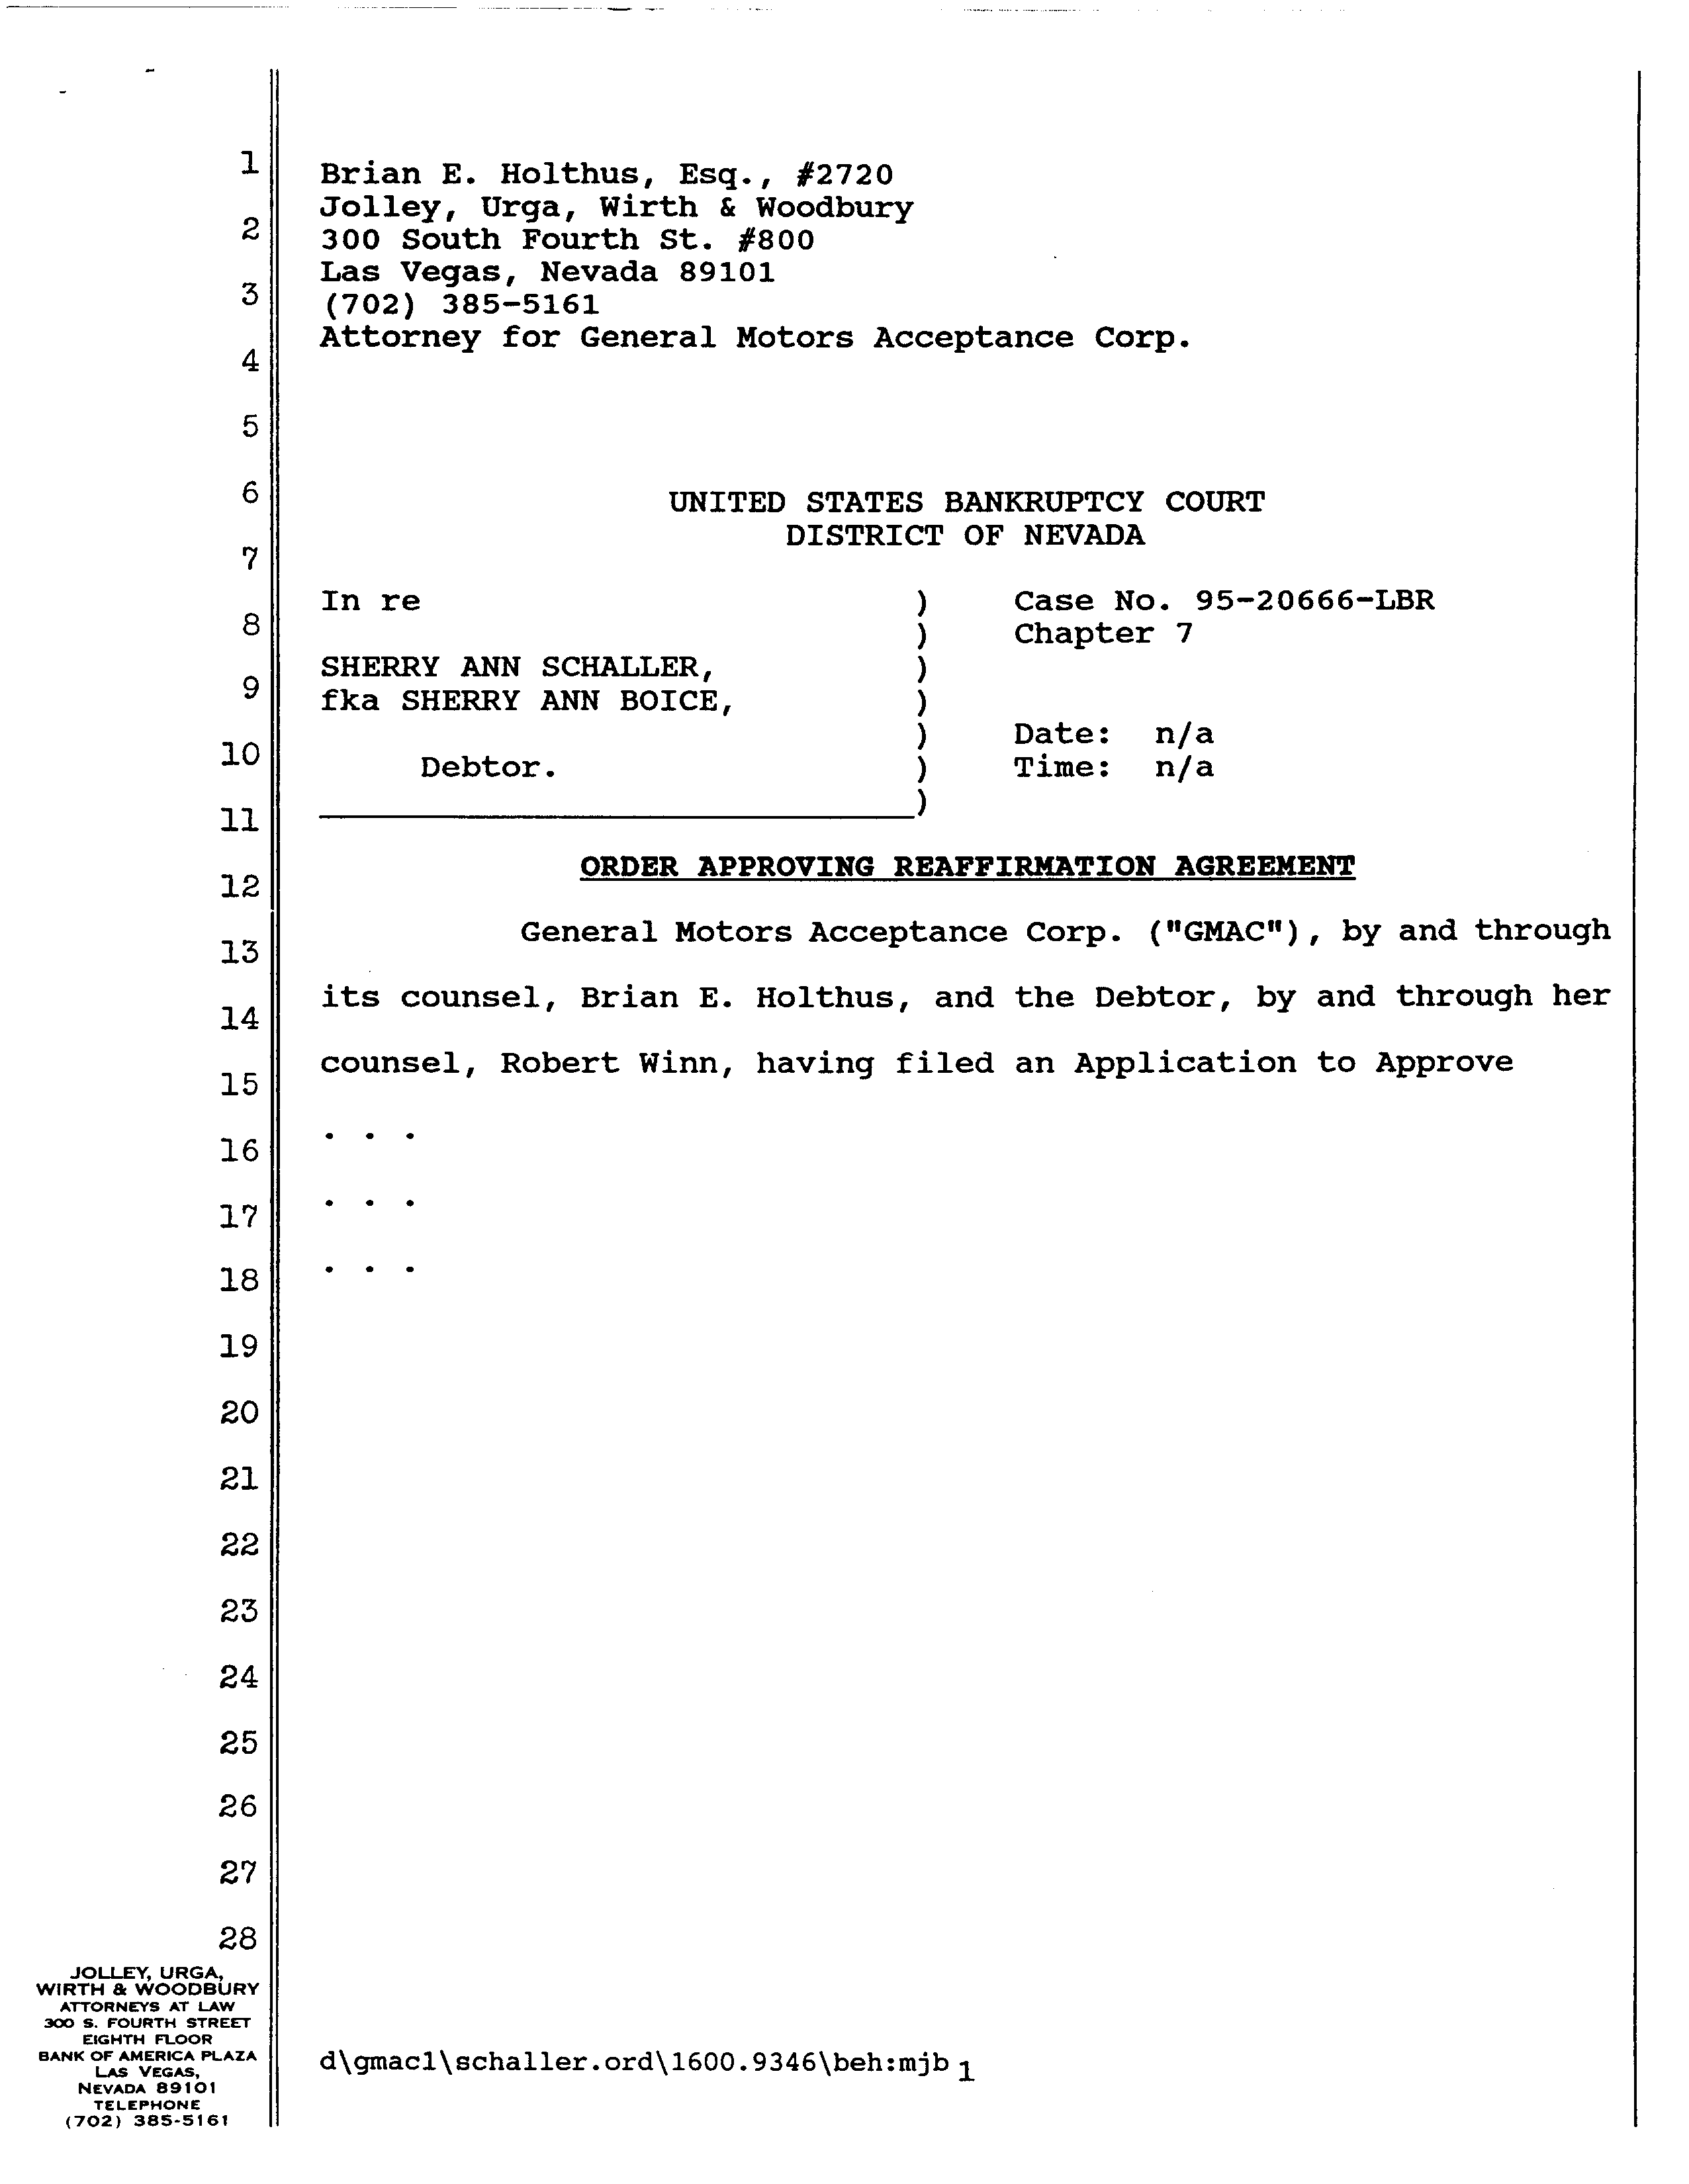 1
Brian E. Holthus, Esq., #2720
Jolley, Urga, Wirth & Woodbury
2
300 South Fourth St. #800
Las Vegas, Nevada 89101
3
(702) 385-5161
Attorney for General Motors Acceptance Corp.
4
5
6
UNITED STATES BANKRUPTCY COURT
DISTRICT OF NEVADA
7
In re ) Case No. 95-20666-LBR
8
) Chapter 7
SHERRY ANN SCHALLER, )
9
fka SHERRY ANN BOICE, )
) Date: n/a
10
Debtor. ) Time: n/a
)
11
ORDER APPROVING REAFFIRMATION AGREEMENT
12
General Motors Acceptance Corp. ("GMAC"), by and through
13
its counsel, Brian E. Holthus, and the Debtor, by and through her
14
counsel, Robert Winn, having filed an Application to Approve
15
. . .
16
. . .
17
. . .
18
19
20
21
22
23
24
25
26
27
28
JOLLEY, URGA,
WIRTH & WOODBURY
ATTORNEYS AT LAW
300 S. FOURTH STREET
EIGHTH FLOOR
BANK OF AMERICA PLAZA
LAS VEGAS,
NEVADA 89101
TELEPHONE
(702) 385-5161
d\gmac1\schaller.ord\1600.9346\beh:mjb 1